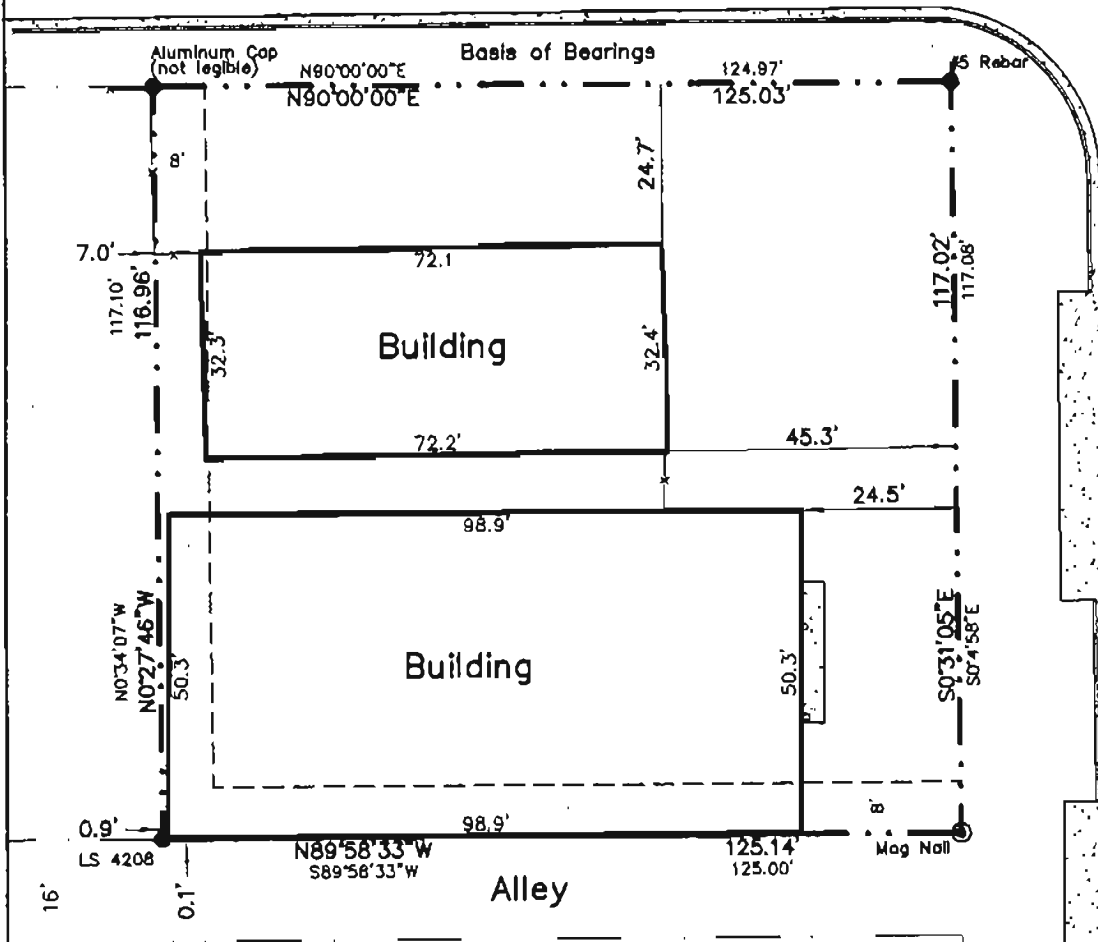 Aluminum Cap
(not legible)
Basis of Bearings
N90°00'00"E
124.97'
#5 Rebar
N90°00'00"E
125.03'
8'
24.7'
7.0'
72.1
117.10'
116.96'
117.02'
117.08'
32.3'
Building
32.4'
72.2'
45.3'
24.5'
98.9'
N0°34'07"W
N0°27'46"W
50.3'
Building
50.3'
S0°31'05"E
S0°4'58"E
8'
0.9'
98.9'
LS 4208
N89°58'33"W
125.14'
Mag Nail
S89°58'33"W
125.00'
16'
0.1'
Alley